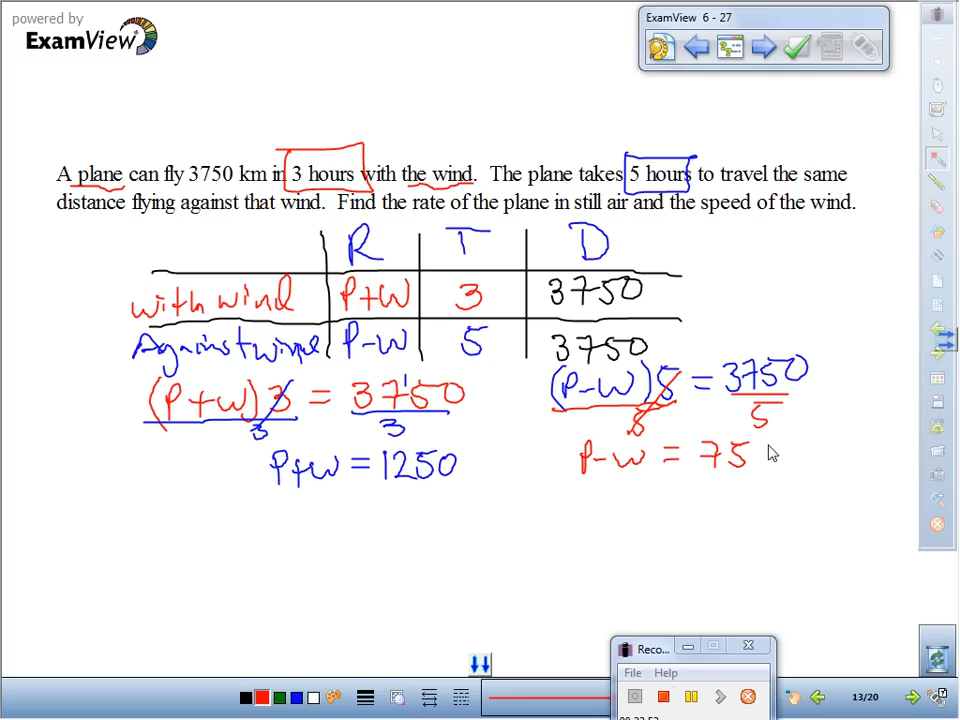 powered by
ExamView
ExamView 6 - 27
A plane can fly 3750 km in 3 hours with the wind. The plane takes 5 hours to travel the same
distance flying against that wind. Find the rate of the plane in still air and the speed of the wind.
R T D
with wind P+W 3 3750
Against wind P-W 5 3750
(P+W)3 = 3750 (P-W)5 = 3750
3 3 5 5
P+W = 1250 P-W = 75
Reco...
File Help
13/20